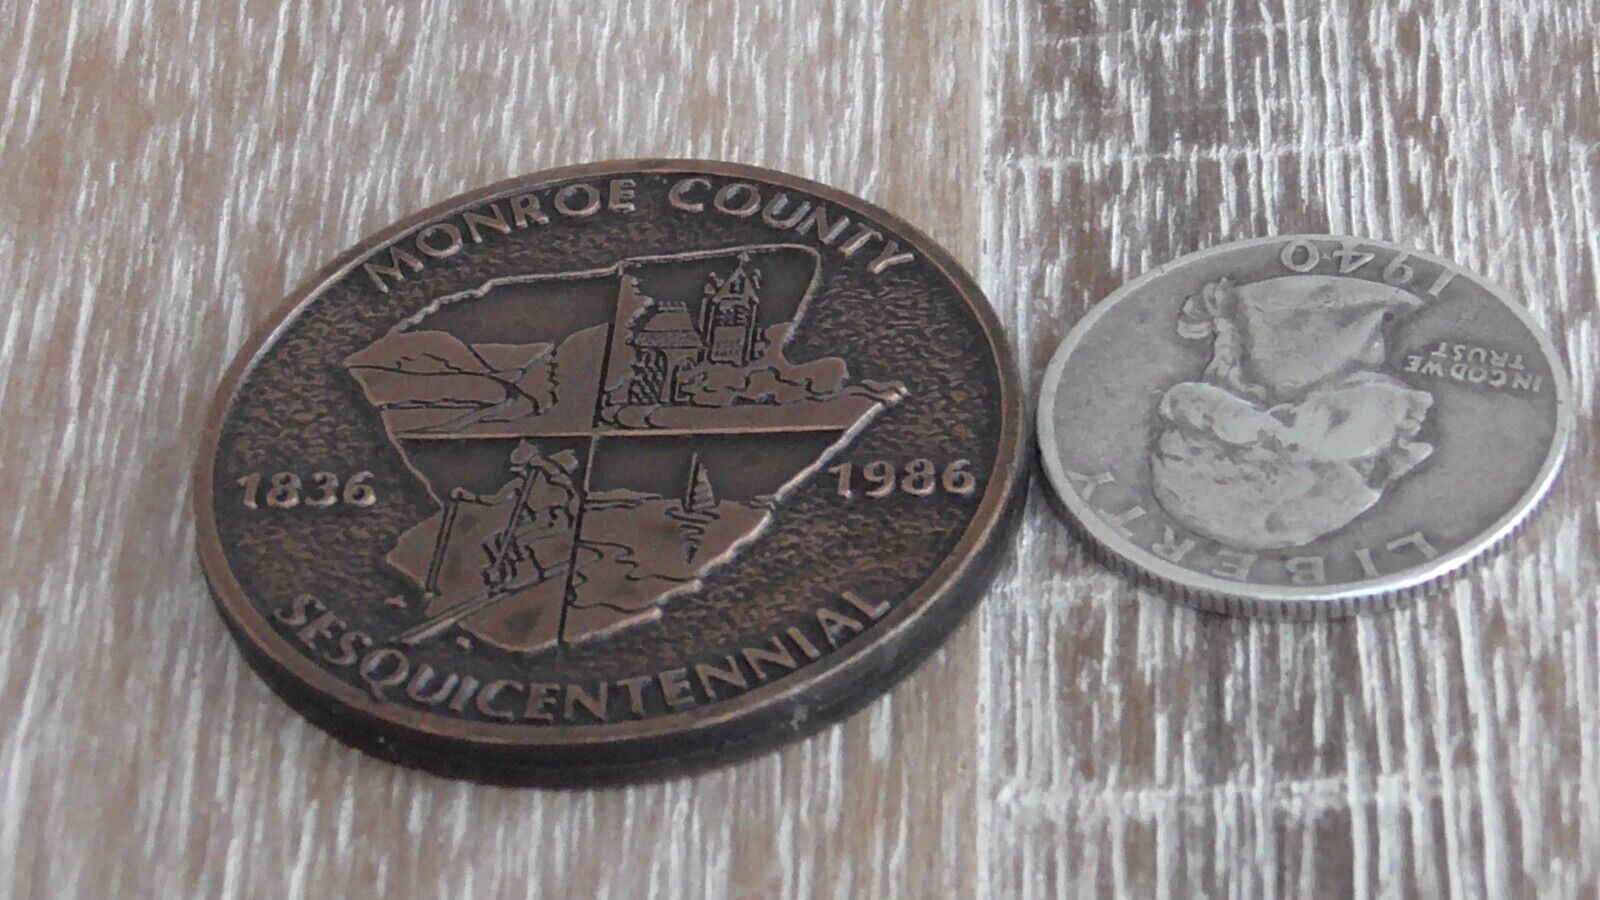 MONROE COUNTY
1836
1986
SESQUICENTENNIAL
LIBERTY
IN GOD WE
TRUST
1940